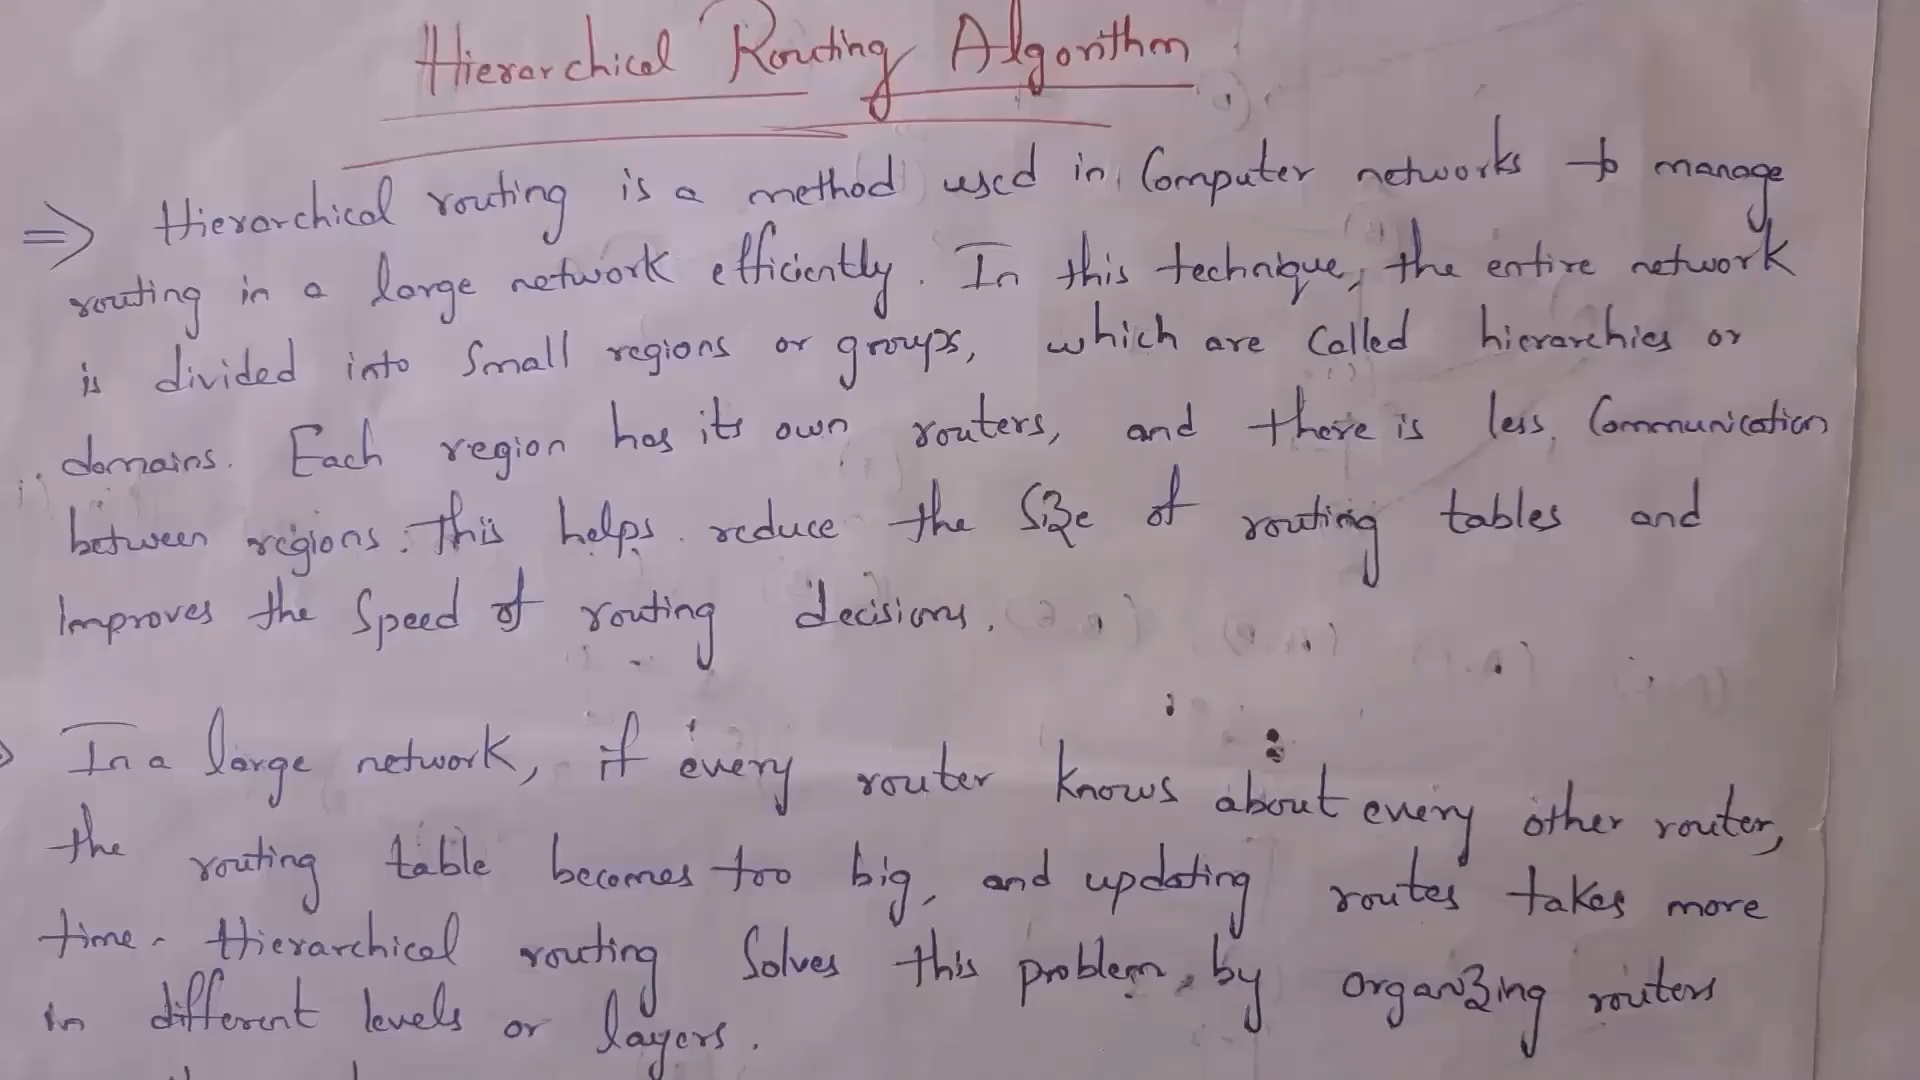 Hierarchical Routing Algorithm
⇒ Hierarchical routing is a method used in Computer networks to manage
routing in a large network efficiently. In this technique, the entire network
is divided into Small regions or groups, which are Called hierarchies or
domains. Each region has its own routers, and there is less Communication
between regions. This helps reduce the Size of routing tables and
Improves the Speed of routing decisions.
In a large network, if every router knows about every other router,
the routing table becomes too big, and updating routes takes more
time. Hierarchical routing Solves this problem by organzing routers
in different levels or layers.